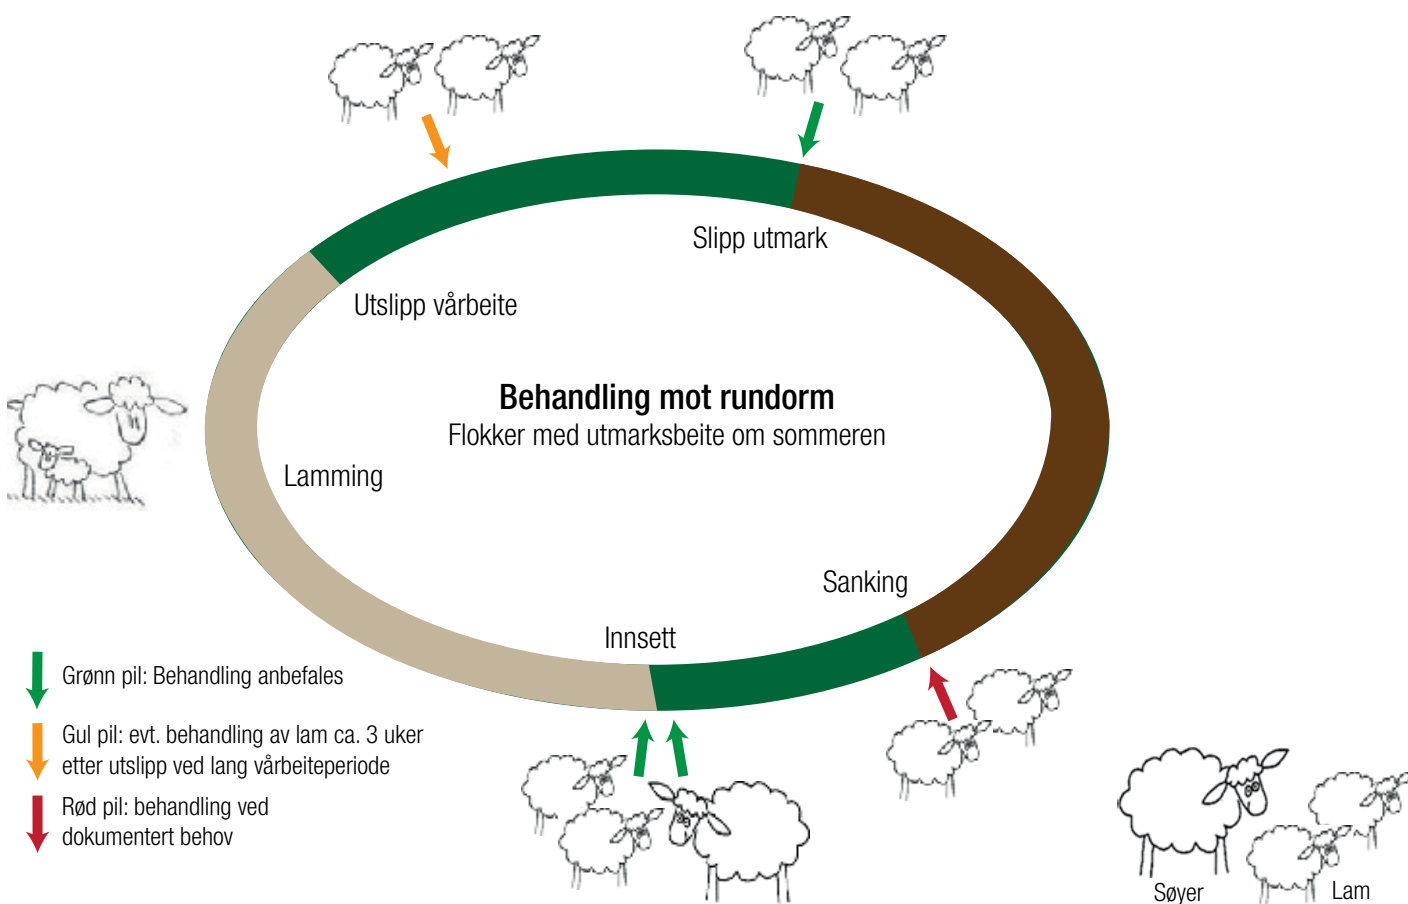 Slipp utmark
Utslipp vårbeite
Behandling mot rundorm
Flokker med utmarksbeite om sommeren
Lamming
Sanking
Innsett
Grønn pil: Behandling anbefales
Gul pil: evt. behandling av lam ca. 3 uker
etter utslipp ved lang vårbeiteperiode
Rød pil: behandling ved
dokumentert behov
Søyer
Lam